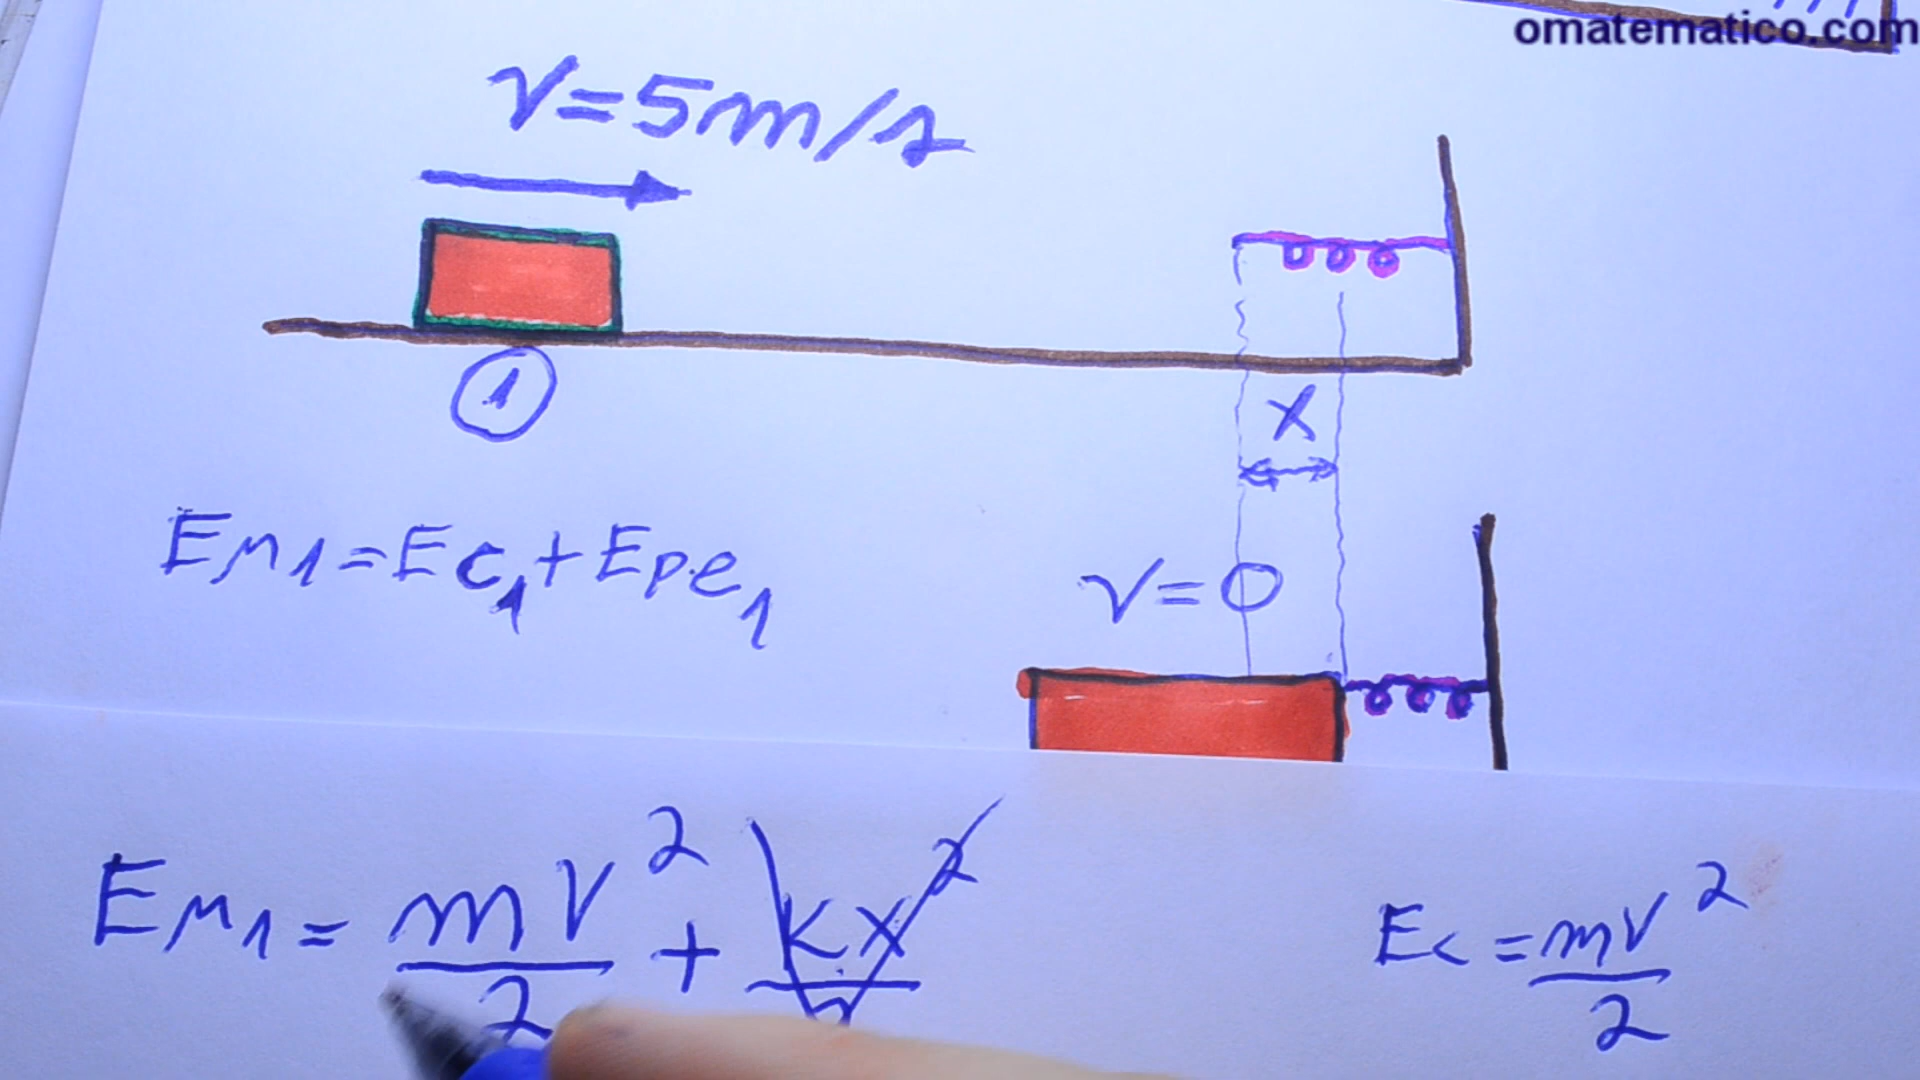 omatematico.com
V=5m/s
1
X
EM1=Ec1+Epe1
V=0
EM1=mV²/2+KX²/2
Ec=mV²/2